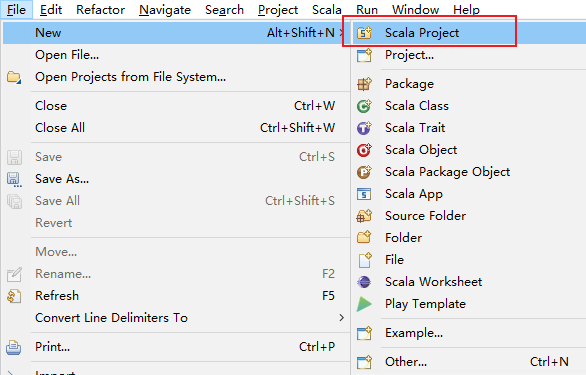 File Edit Refactor Navigate Search Project Scala Run Window Help
New Alt+Shift+N
Open File...
Open Projects from File System...
Close Ctrl+W
Close All Ctrl+Shift+W
Save Ctrl+S
Save As...
Save All Ctrl+Shift+S
Revert
Move...
Rename... F2
Refresh F5
Convert Line Delimiters To
Print... Ctrl+P
Import...
Scala Project
Project...
Package
Scala Class
Scala Trait
Scala Object
Scala Package Object
Scala App
Source Folder
Folder
File
Scala Worksheet
Play Template
Example...
Other... Ctrl+N